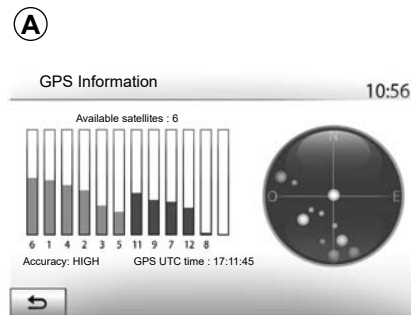 A
GPS Information 10:56
Available satellites : 6
6 1 4 2 3 5 11 9 7 12 8
Accuracy: HIGH GPS UTC time : 17:11:45
N
O E